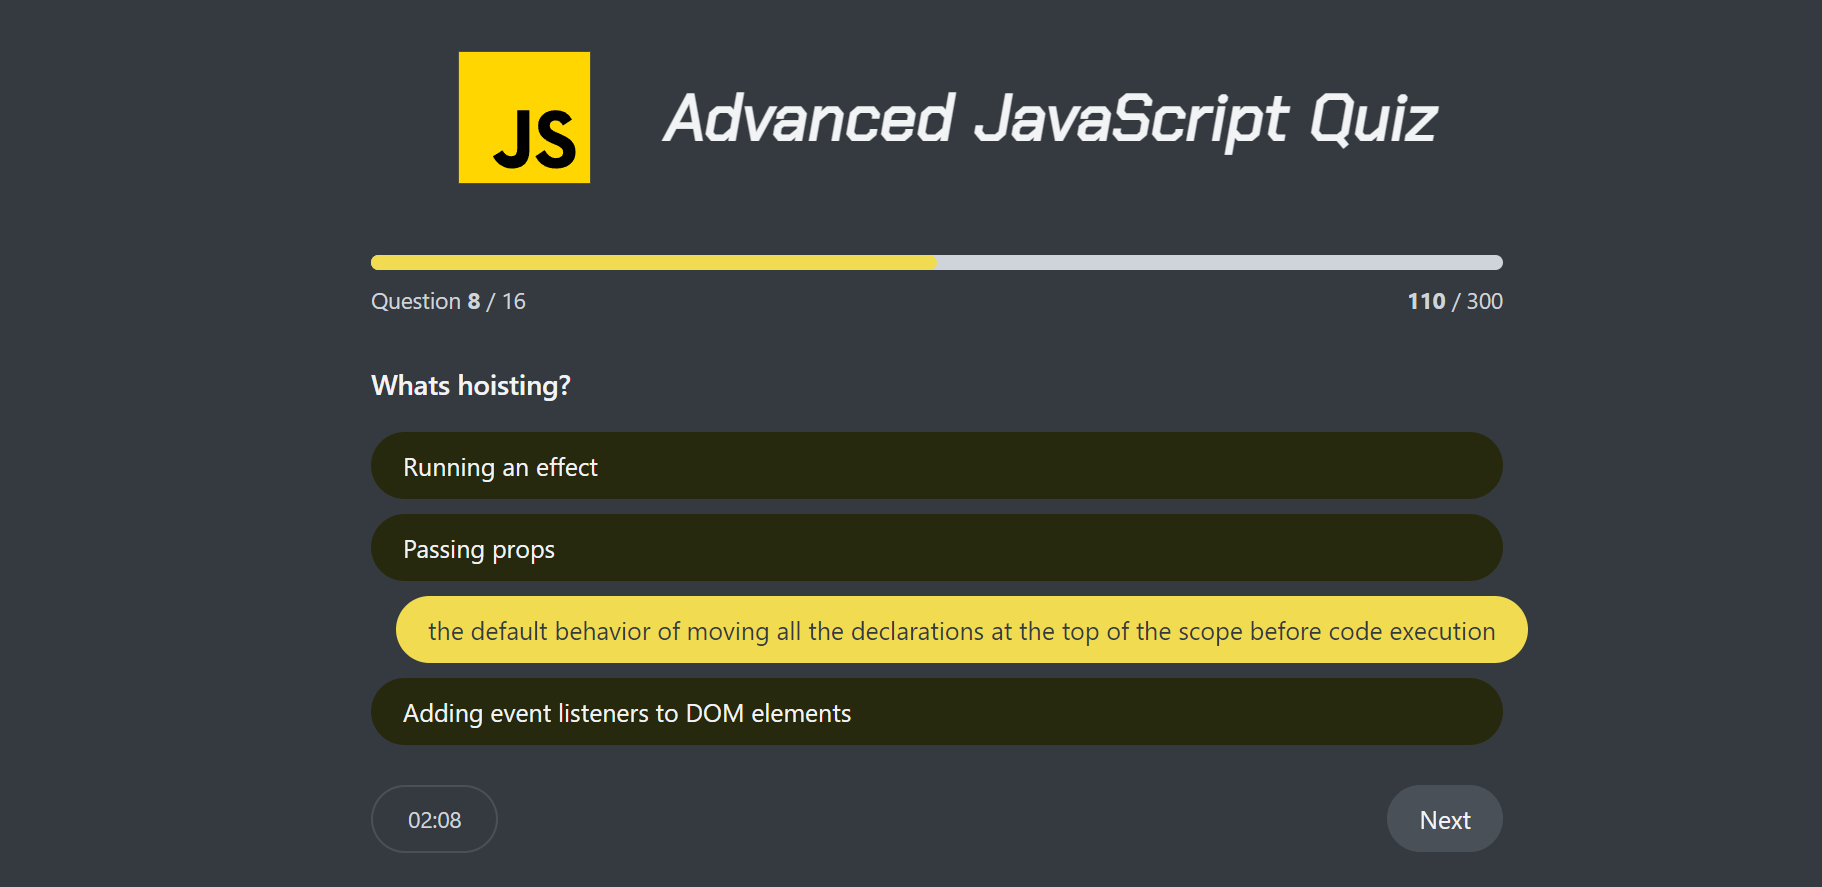 JS
Advanced JavaScript Quiz
Question 8 / 16
110 / 300
Whats hoisting?
Running an effect
Passing props
the default behavior of moving all the declarations at the top of the scope before code execution
Adding event listeners to DOM elements
02:08
Next